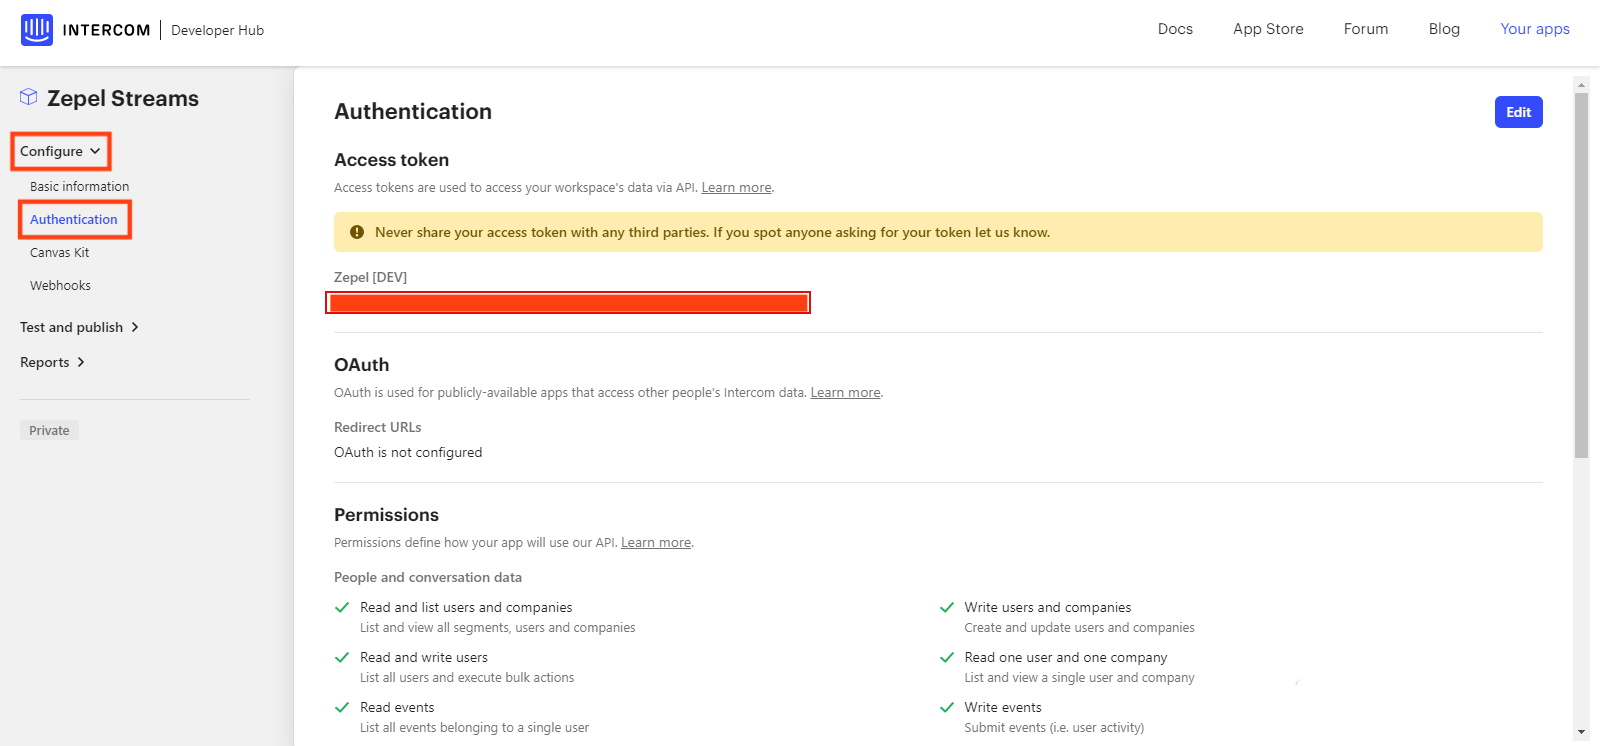 INTERCOM Developer Hub
Docs
App Store
Forum
Blog
Your apps
Zepel Streams
Configure
Basic information
Authentication
Canvas Kit
Webhooks
Test and publish
Reports
Private
Authentication
Edit
Access token
Access tokens are used to access your workspace's data via API. Learn more.
Never share your access token with any third parties. If you spot anyone asking for your token let us know.
Zepel [DEV]
OAuth
OAuth is used for publicly-available apps that access other people's Intercom data. Learn more.
Redirect URLs
OAuth is not configured
Permissions
Permissions define how your app will use our API. Learn more.
People and conversation data
Read and list users and companies
List and view all segments, users and companies
Write users and companies
Create and update users and companies
Read and write users
List all users and execute bulk actions
Read one user and one company
List and view a single user and company
Read events
List all events belonging to a single user
Write events
Submit events (i.e. user activity)